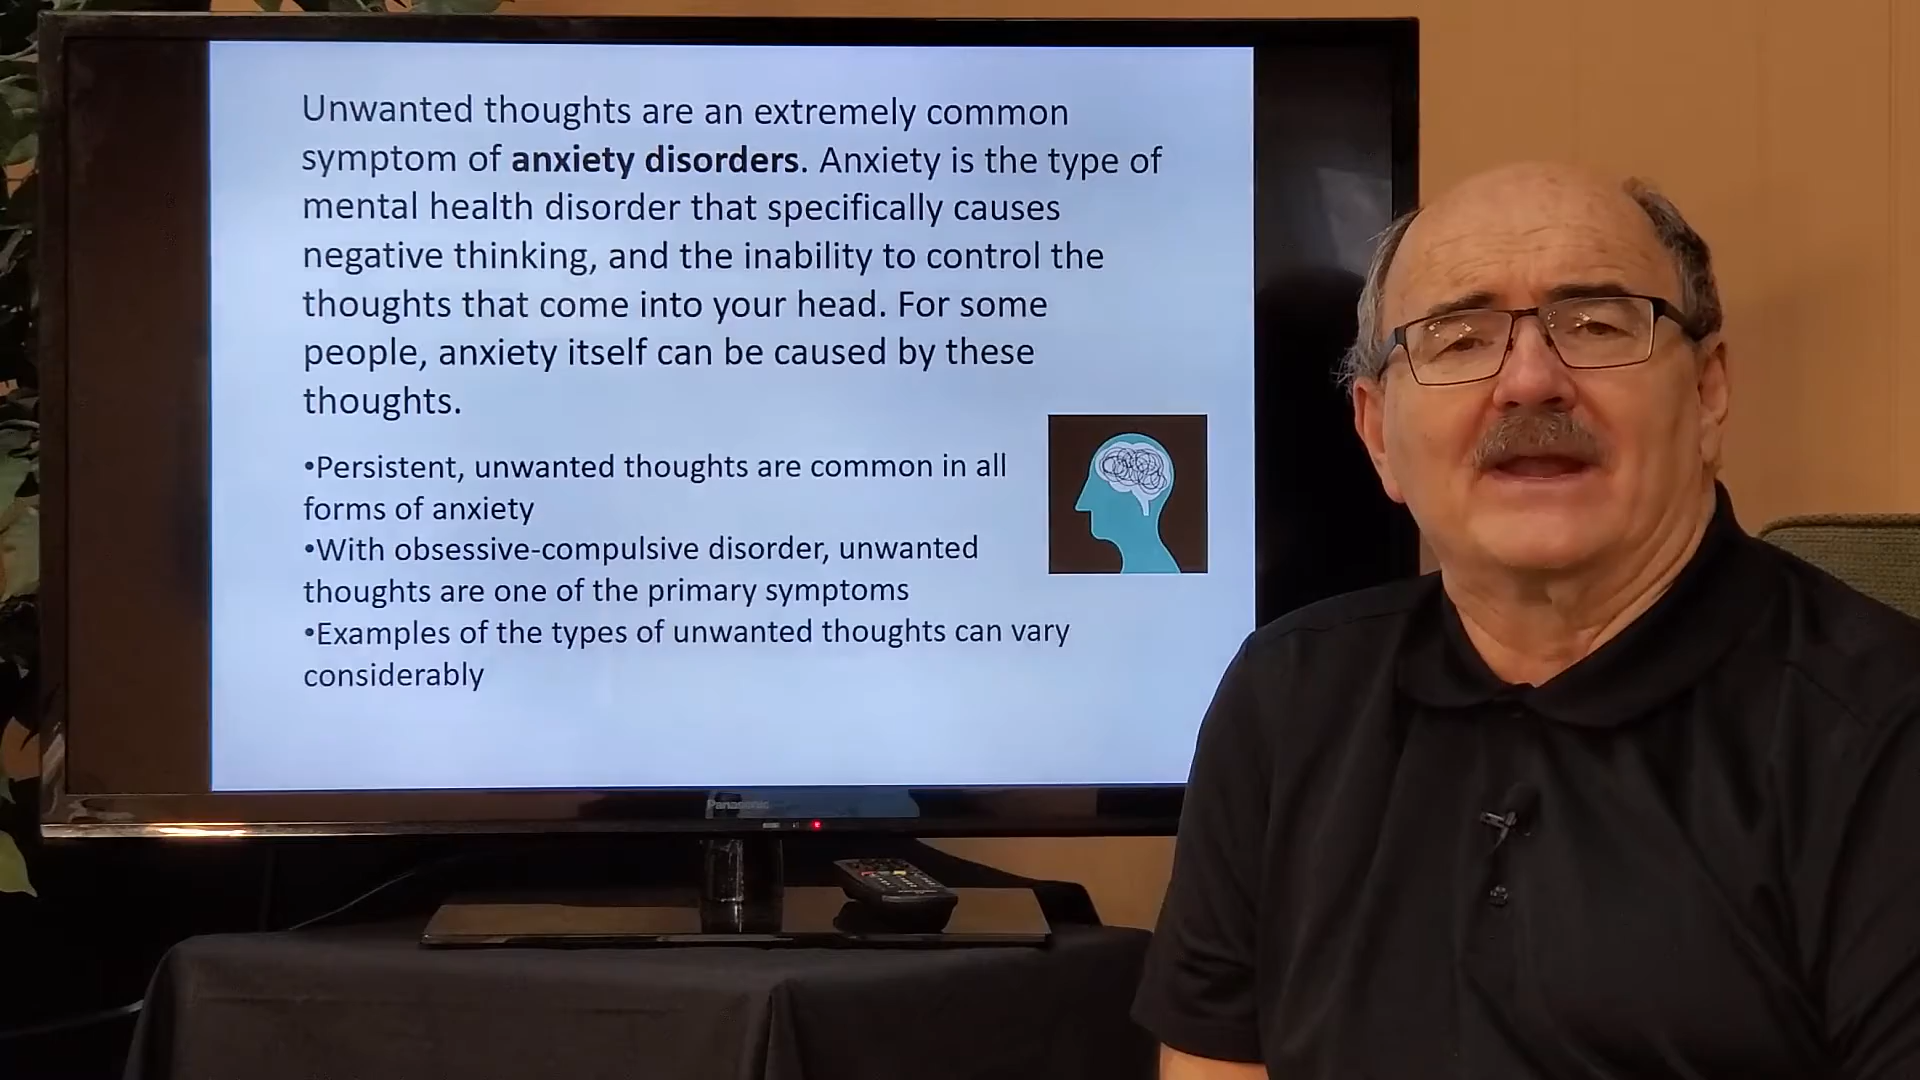 Unwanted thoughts are an extremely common
symptom of anxiety disorders. Anxiety is the type of
mental health disorder that specifically causes
negative thinking, and the inability to control the
thoughts that come into your head. For some
people, anxiety itself can be caused by these
thoughts.
•Persistent, unwanted thoughts are common in all
forms of anxiety
•With obsessive-compulsive disorder, unwanted
thoughts are one of the primary symptoms
•Examples of the types of unwanted thoughts can vary
considerably
Panasonic